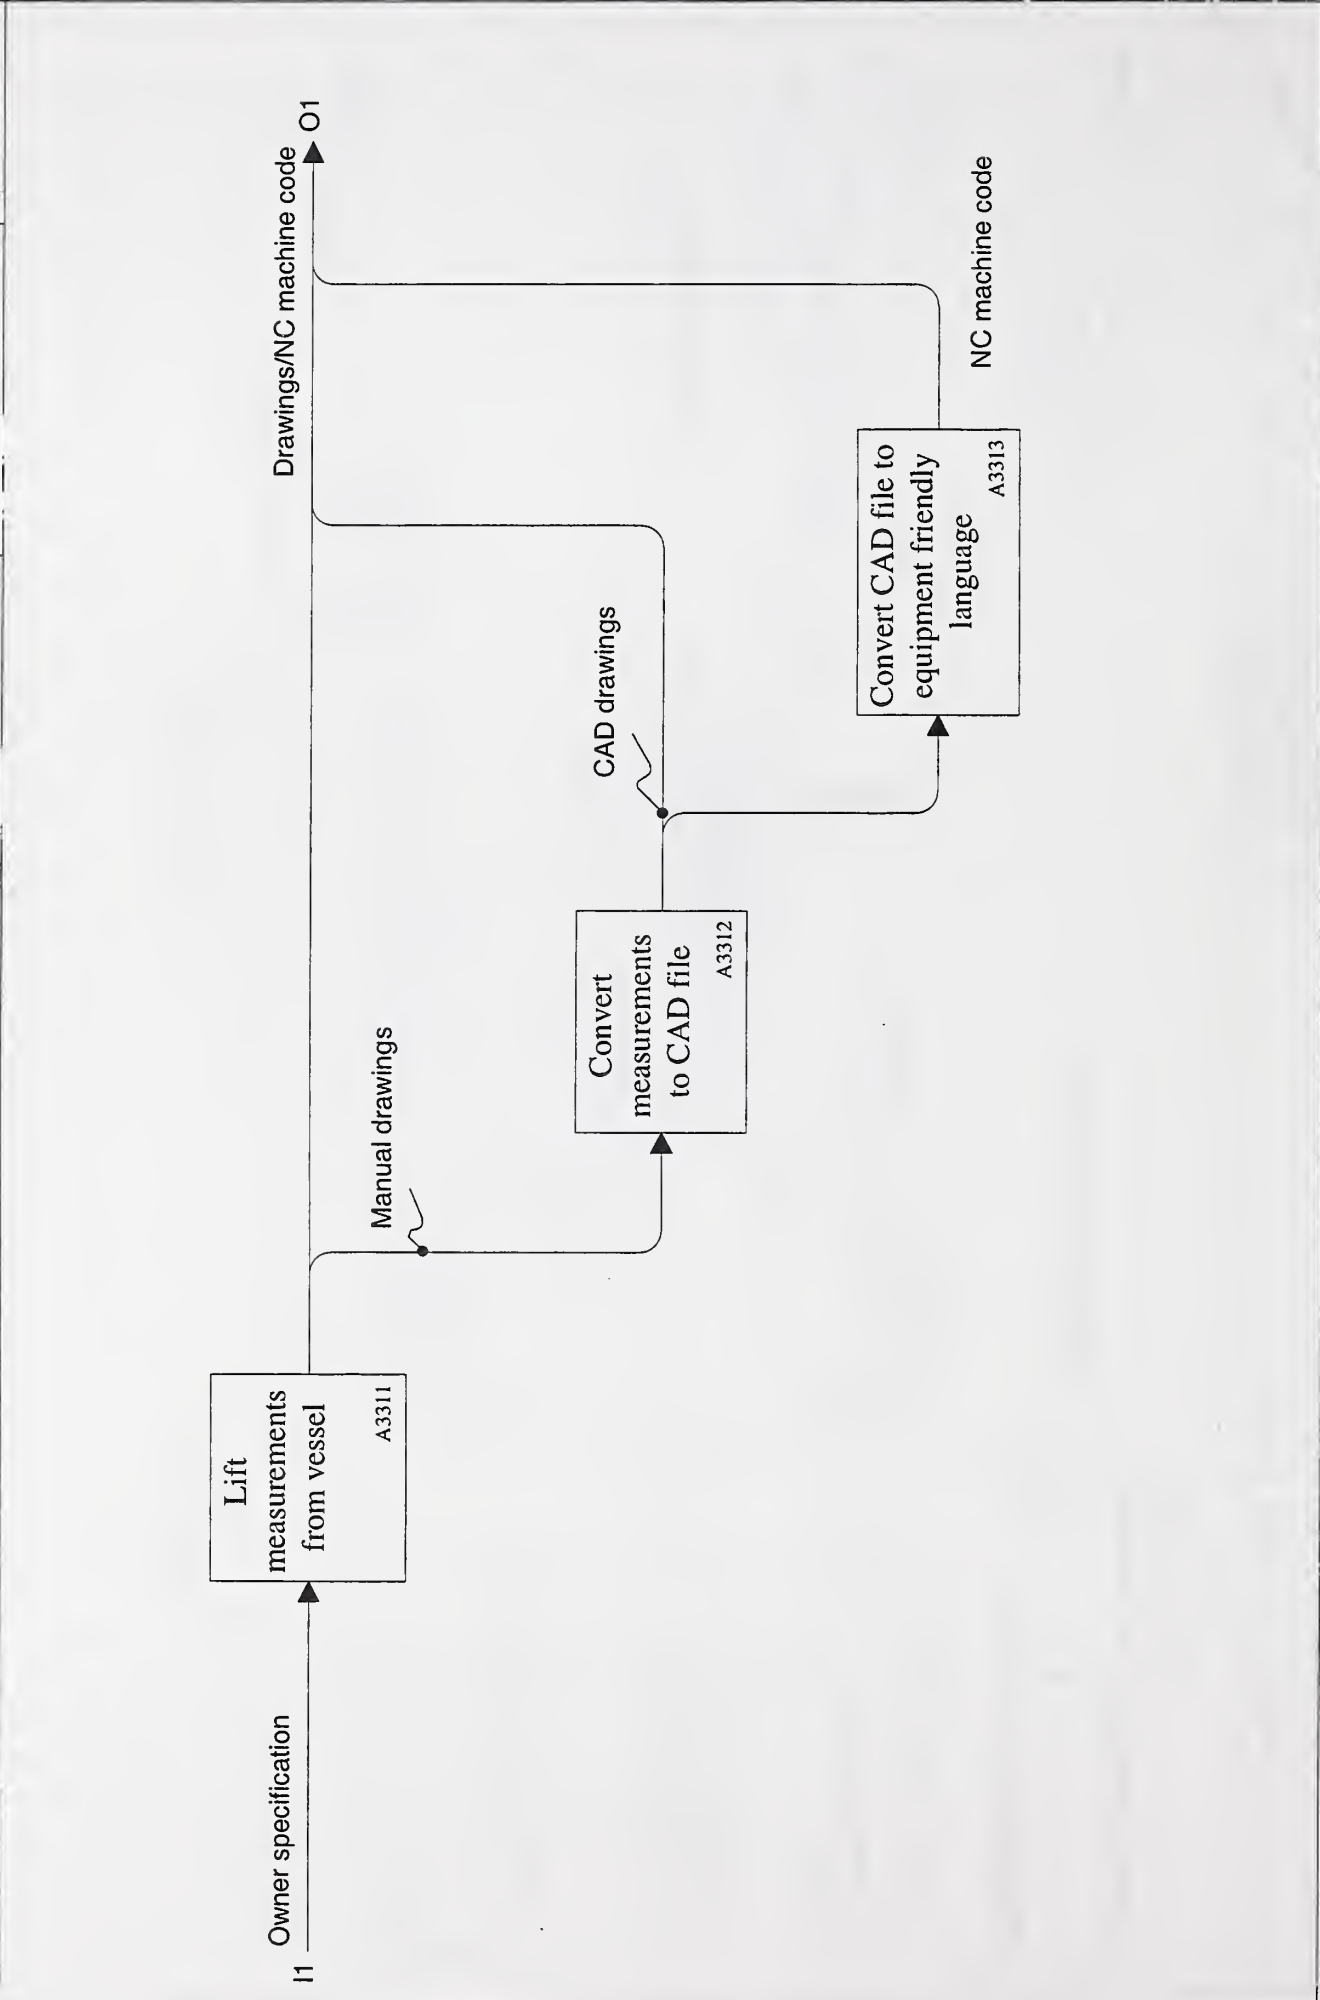 I1
Owner specification
Lift
measurements
from vessel
A3311
Manual drawings
Convert
measurements
to CAD file
A3312
CAD drawings
Convert CAD file to
equipment friendly
language
A3313
NC machine code
Drawings/NC machine code
O1